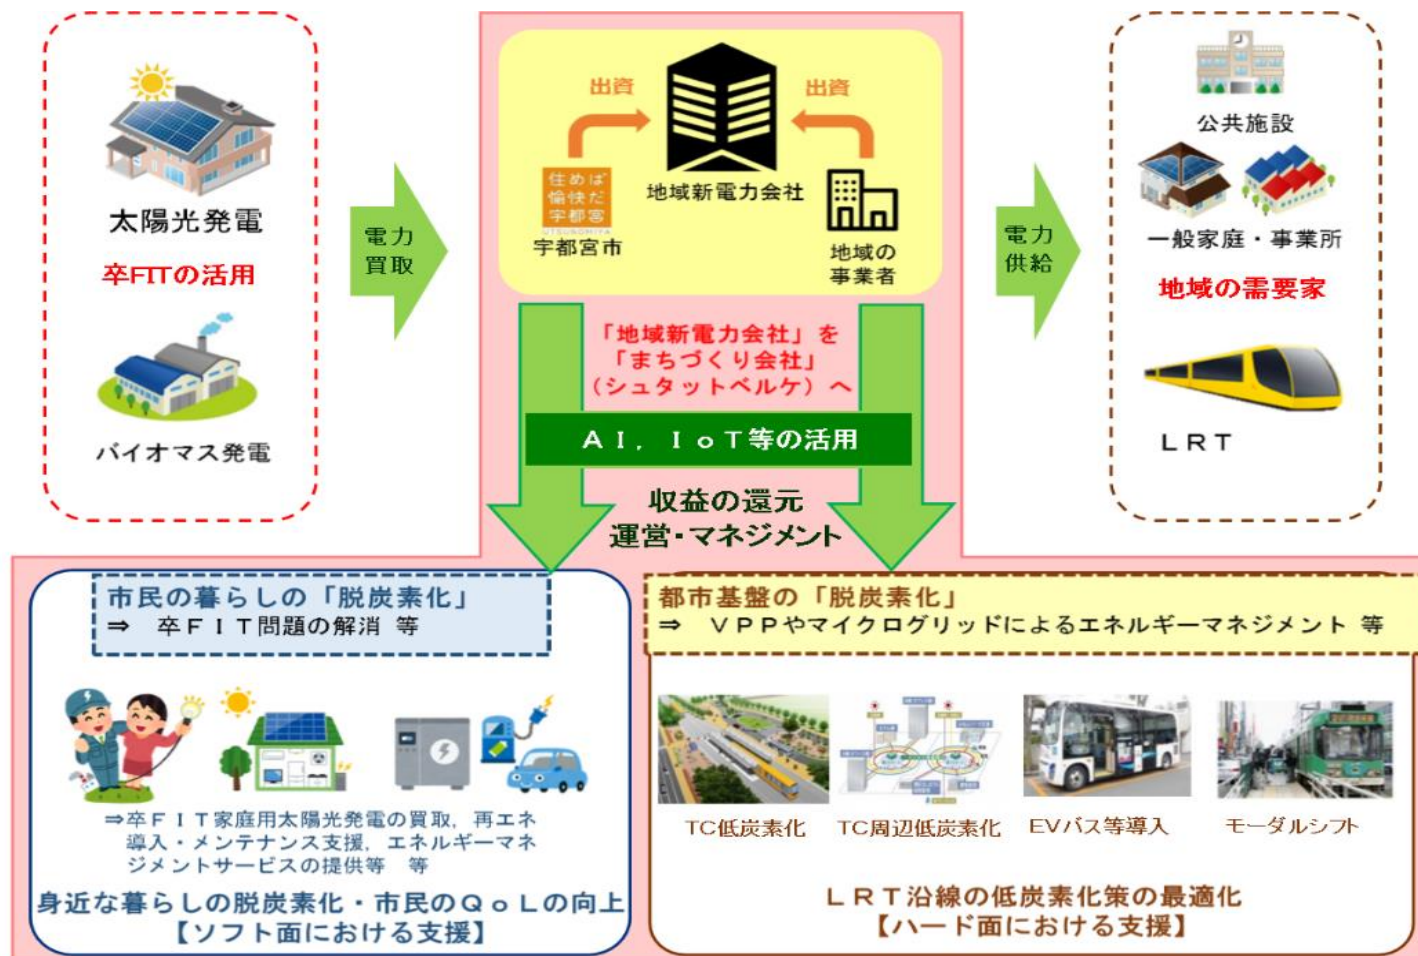 太陽光発電
卒FITの活用
バイオマス発電
電力
買取
出資
出資
地域新電力会社
住めば
愉快だ
宇都宮
UTSUNOMIYA
宇都宮市
地域の
事業者
電力
供給
公共施設
一般家庭・事業所
地域の需要家
LRT
「地域新電力会社」を
「まちづくり会社」
（シュタットベルケ）へ
ＡＩ，ＩｏＴ等の活用
収益の還元
運営・マネジメント
市民の暮らしの「脱炭素化」
⇒ 卒ＦＩＴ問題の解消 等
⇒卒ＦＩＴ家庭用太陽光発電の買取，再エネ
導入・メンテナンス支援，エネルギーマネ
ジメントサービスの提供等 等
身近な暮らしの脱炭素化・市民のＱｏＬの向上
【ソフト面における支援】
都市基盤の「脱炭素化」
⇒ ＶＰＰやマイクログリッドによるエネルギーマネジメント 等
TC低炭素化
TC周辺低炭素化
EVバス等導入
モーダルシフト
ＬＲＴ沿線の低炭素化策の最適化
【ハード面における支援】